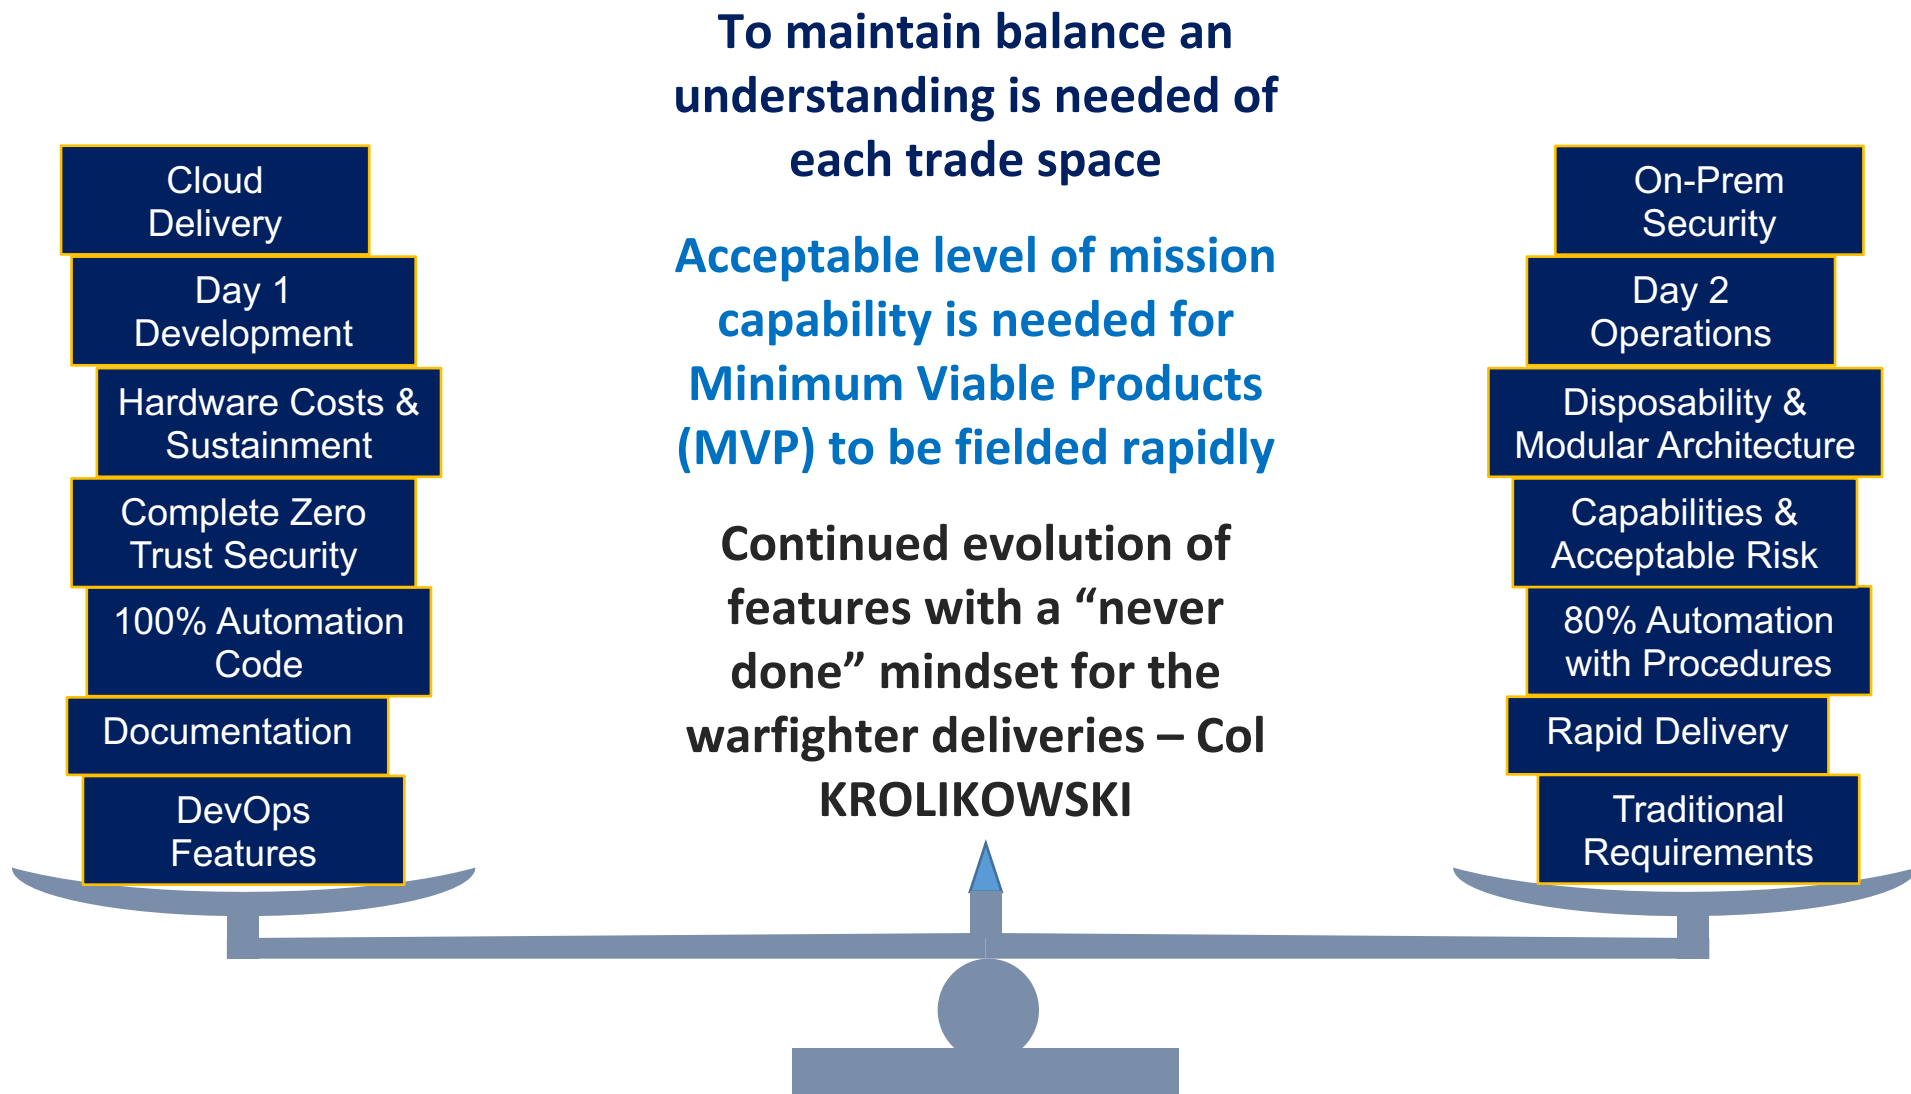 To maintain balance an
understanding is needed of
each trade space
Acceptable level of mission
capability is needed for
Minimum Viable Products
(MVP) to be fielded rapidly
Continued evolution of
features with a “never
done” mindset for the
warfighter deliveries – Col
KROLIKOWSKI
Cloud
Delivery
Day 1
Development
Hardware Costs &
Sustainment
Complete Zero
Trust Security
100% Automation
Code
Documentation
DevOps
Features
On-Prem
Security
Day 2
Operations
Disposability &
Modular Architecture
Capabilities &
Acceptable Risk
80% Automation
with Procedures
Rapid Delivery
Traditional
Requirements